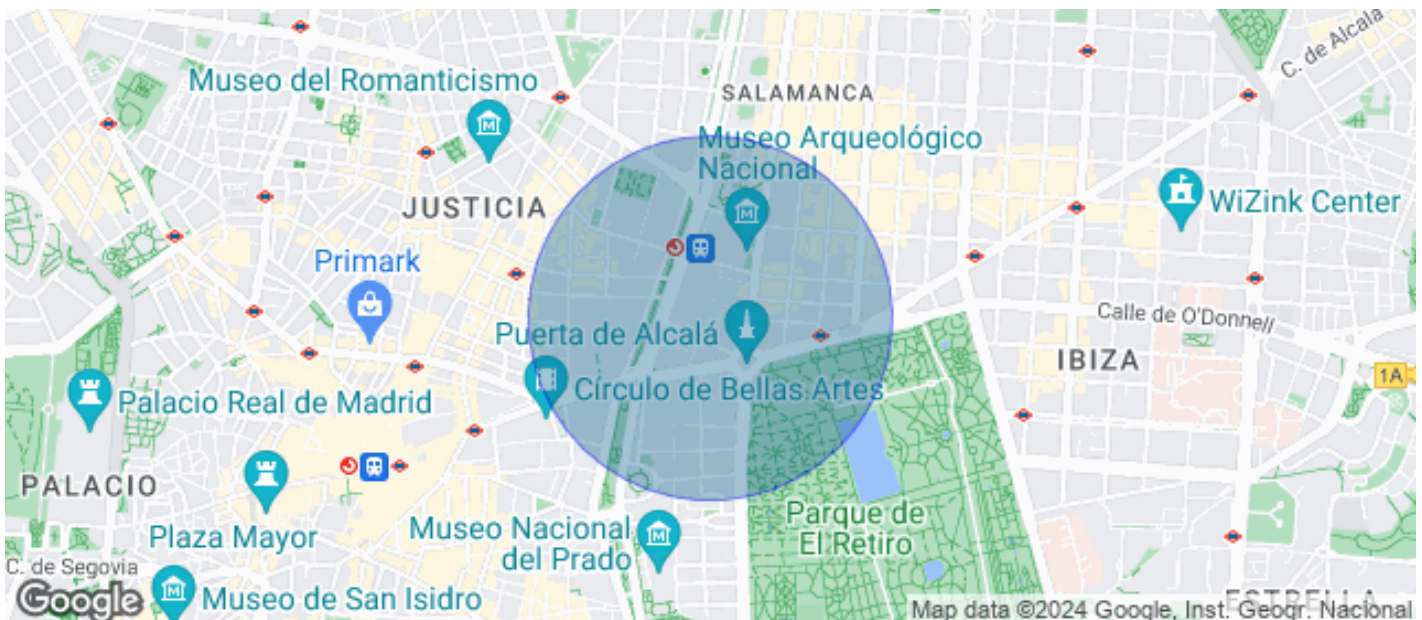 Museo del Romanticismo
SALAMANCA
C. de Alcalá
Museo Arqueológico
Nacional
JUSTICIA
WiZink Center
Primark
Puerta de Alcalá
Calle de O'Donnell
IBIZA
1A
Círculo de Bellas Artes
Palacio Real de Madrid
PALACIO
Plaza Mayor
Museo Nacional
del Prado
Parque de
El Retiro
C. de Segovia
Google
Museo de San Isidro
ESTRELLA
Map data ©2024 Google, Inst. Geogr. Nacional